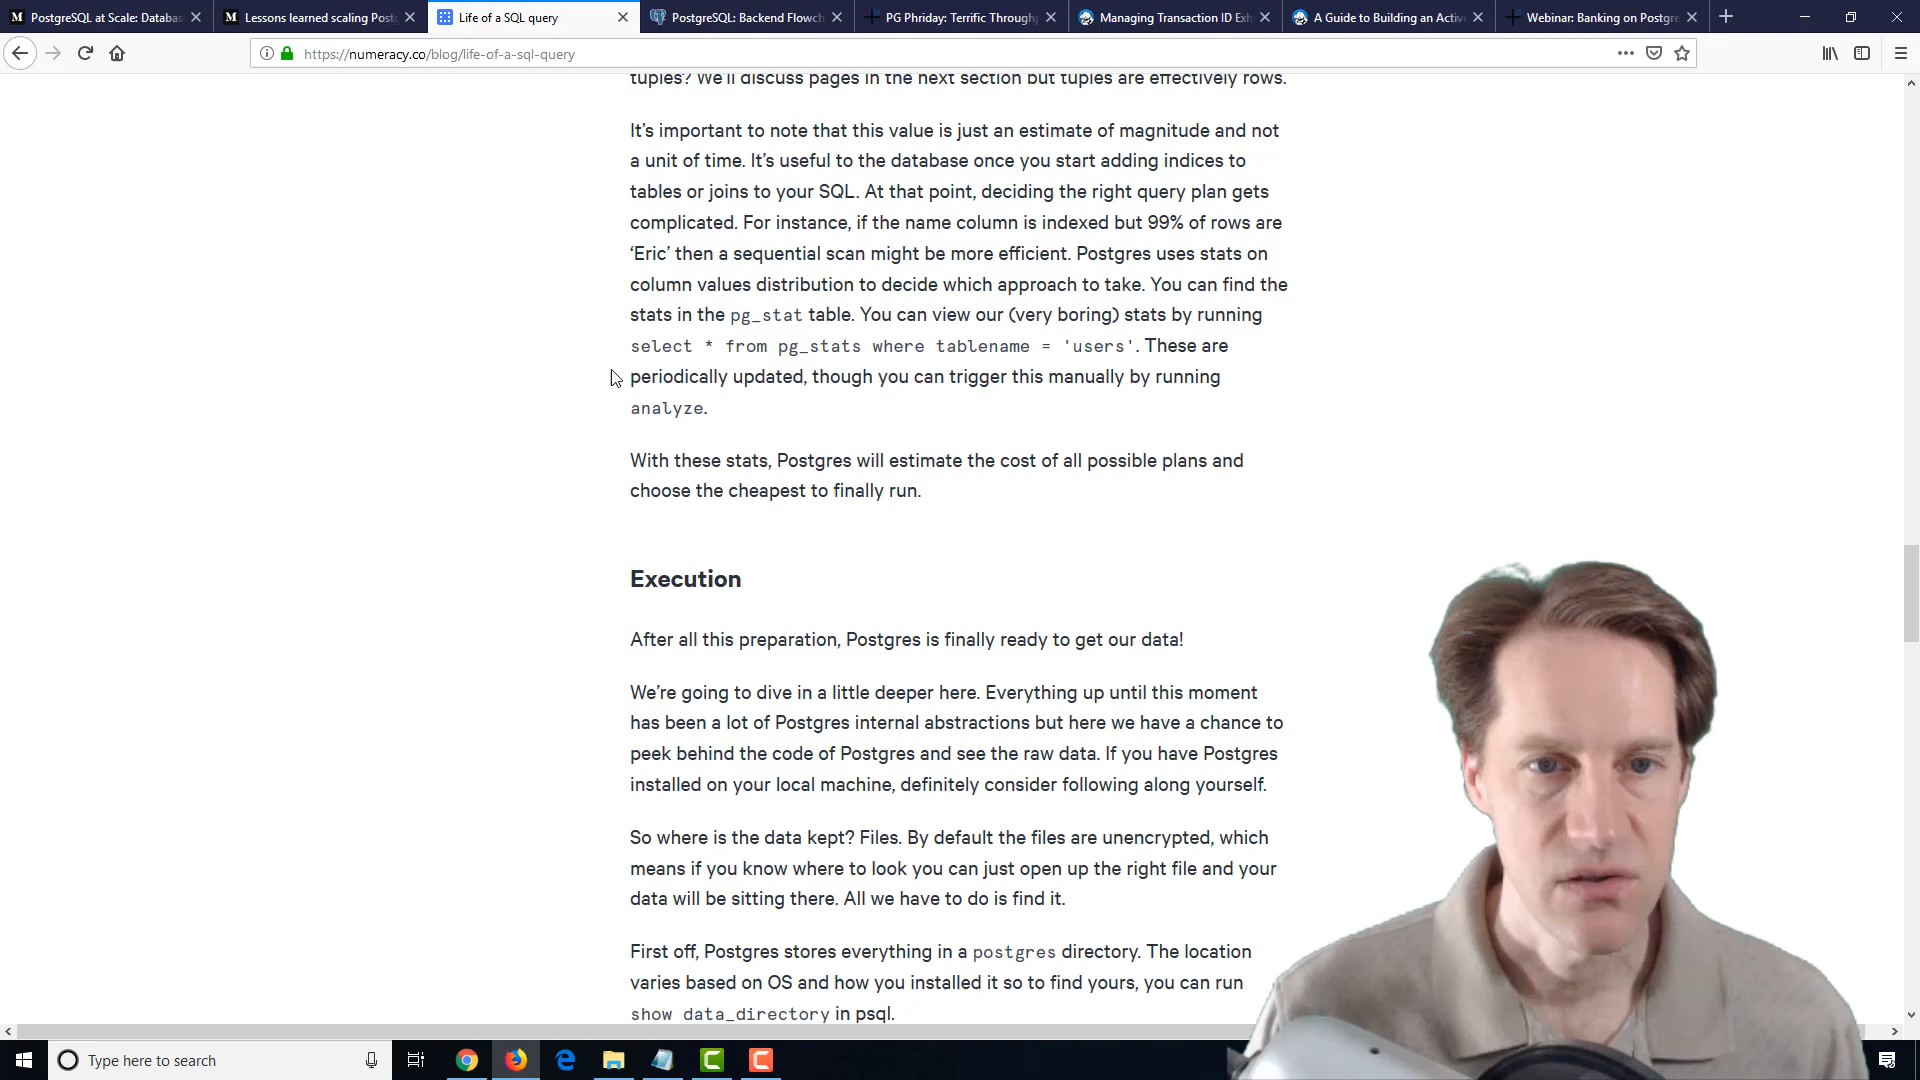 PostgreSQL at Scale: Databas
Lessons learned scaling Postg
Life of a SQL query
PostgreSQL: Backend Flowch
PG Phriday: Terrific Throughp
Managing Transaction ID Exh
A Guide to Building an Activ
Webinar: Banking on Postgre
https://numeracy.co/blog/life-of-a-sql-query
tuples? We'll discuss pages in the next section but tuples are effectively rows.
It's important to note that this value is just an estimate of magnitude and not
a unit of time. It's useful to the database once you start adding indices to
tables or joins to your SQL. At that point, deciding the right query plan gets
complicated. For instance, if the name column is indexed but 99% of rows are
‘Eric’ then a sequential scan might be more efficient. Postgres uses stats on
column values distribution to decide which approach to take. You can find the
stats in the pg_stat table. You can view our (very boring) stats by running
select * from pg_stats where tablename = 'users'. These are
periodically updated, though you can trigger this manually by running
analyze.
With these stats, Postgres will estimate the cost of all possible plans and
choose the cheapest to finally run.
Execution
After all this preparation, Postgres is finally ready to get our data!
We're going to dive in a little deeper here. Everything up until this moment
has been a lot of Postgres internal abstractions but here we have a chance to
peek behind the code of Postgres and see the raw data. If you have Postgres
installed on your local machine, definitely consider following along yourself.
So where is the data kept? Files. By default the files are unencrypted, which
means if you know where to look you can just open up the right file and your
data will be sitting there. All we have to do is find it.
First off, Postgres stores everything in a postgres directory. The location
varies based on OS and how you installed it so to find yours, you can run
show data_directory in psql.
Type here to search